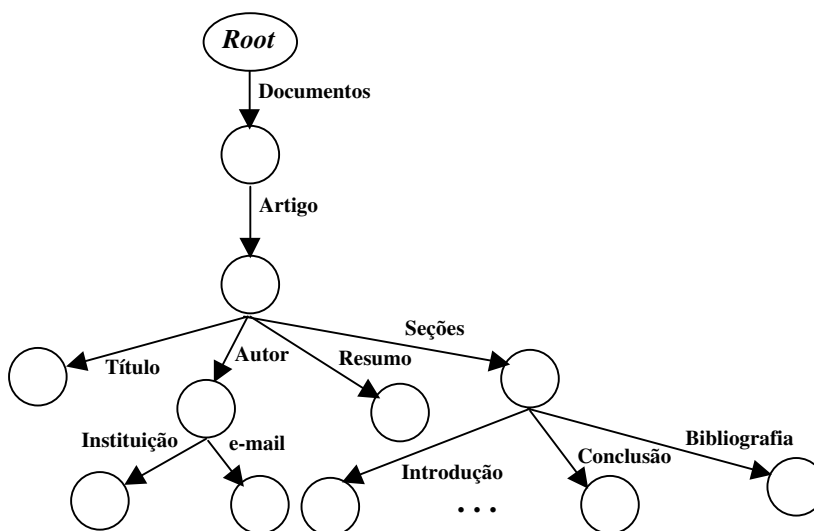 Root
Documentos
Artigo
Seções
Título
Autor
Resumo
Instituição
e-mail
Introdução
Conclusão
Bibliografia
...